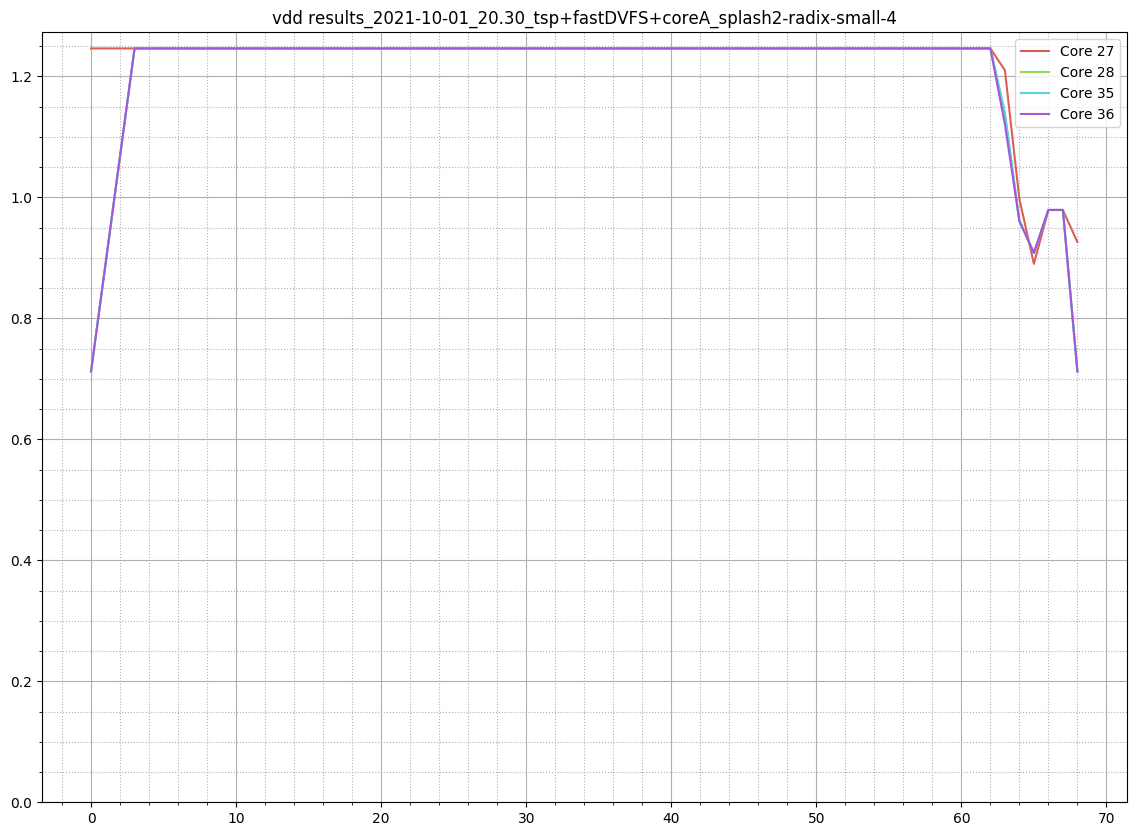 vdd results_2021-10-01_20.30_tsp+fastDVFS+coreA_splash2-radix-small-4
Core 27
Core 28
Core 35
Core 36
1.2
1.0
0.8
0.6
0.4
0.2
0.0
0 10 20 30 40 50 60 70